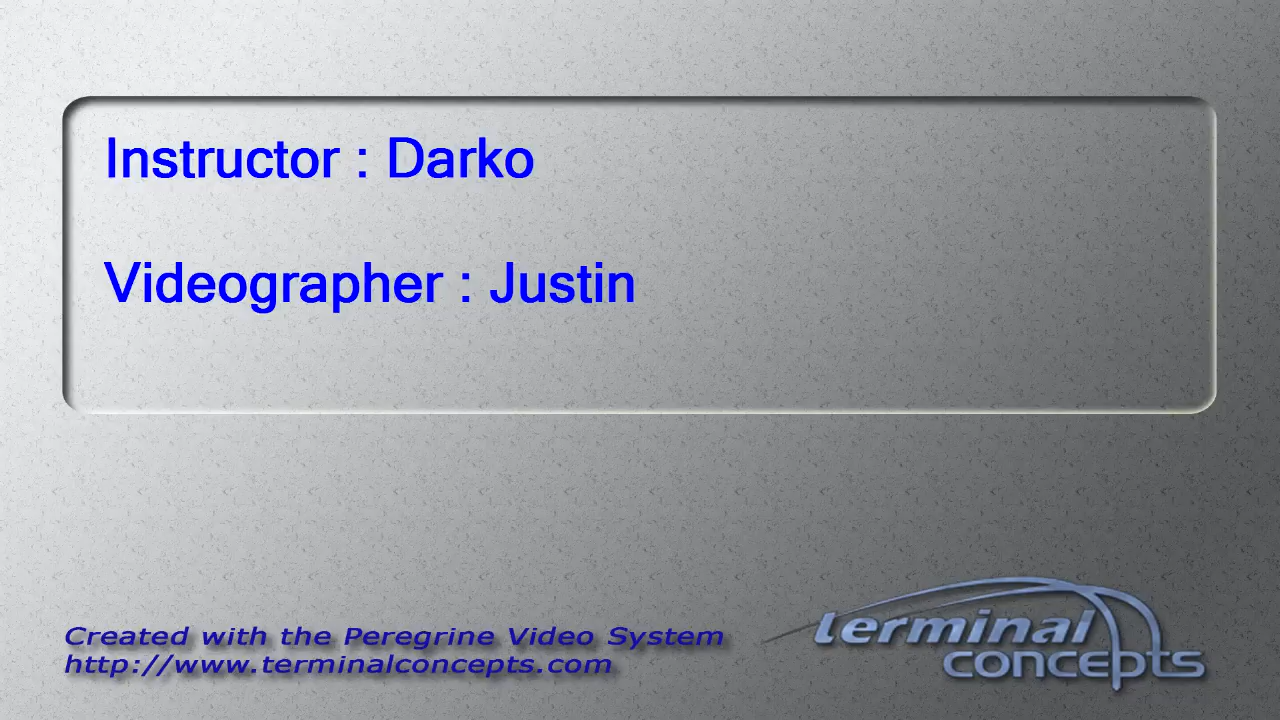 Instructor : Darko
Videographer : Justin
Created with the Peregrine Video System
http://www.terminalconcepts.com
terminal
concepts